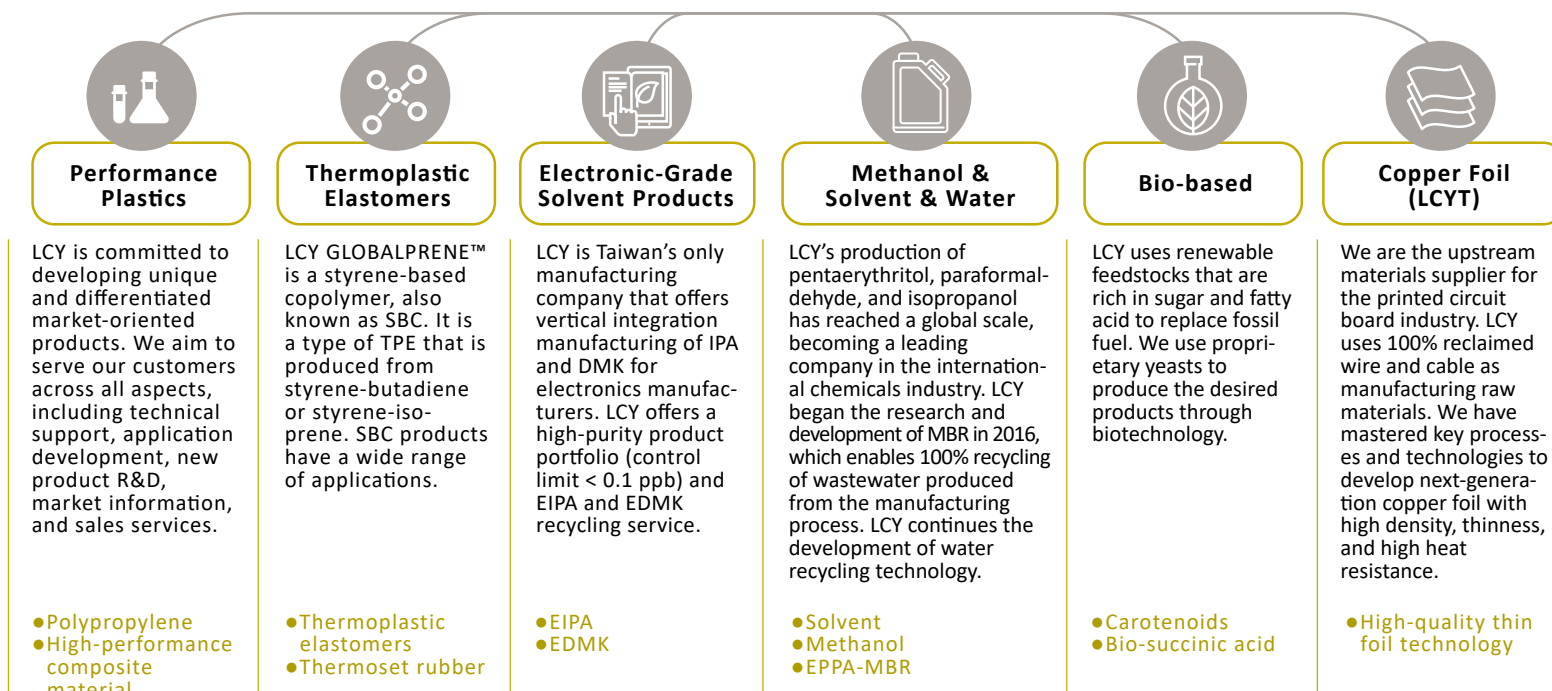 Performance
Plastics
LCY is committed to
developing unique
and differentiated
market-oriented
products. We aim to
serve our customers
across all aspects,
including technical
support, application
development, new
product R&D,
market information,
and sales services.
●Polypropylene
●High-performance
composite
material
Thermoplastic
Elastomers
LCY GLOBALPRENE™
is a styrene-based
copolymer, also
known as SBC. It is
a type of TPE that is
produced from
styrene-butadiene
or styrene-iso-
prene. SBC products
have a wide range
of applications.
●Thermoplastic
elastomers
●Thermoset rubber
Electronic-Grade
Solvent Products
LCY is Taiwan’s only
manufacturing
company that offers
vertical integration
manufacturing of IPA
and DMK for
electronics manufac-
turers. LCY offers a
high-purity product
portfolio (control
limit < 0.1 ppb) and
EIPA and EDMK
recycling service.
●EIPA
●EDMK
Methanol &
Solvent & Water
LCY’s production of
pentaerythritol, paraformal-
dehyde, and isopropanol
has reached a global scale,
becoming a leading
company in the internation-
al chemicals industry. LCY
began the research and
development of MBR in 2016,
which enables 100% recycling
of wastewater produced
from the manufacturing
process. LCY continues the
development of water
recycling technology.
●Solvent
●Methanol
●EPPA-MBR
Bio-based
LCY uses renewable
feedstocks that are
rich in sugar and fatty
acid to replace fossil
fuel. We use propri-
etary yeasts to
produce the desired
products through
biotechnology.
●Carotenoids
●Bio-succinic acid
Copper Foil
(LCYT)
We are the upstream
materials supplier for
the printed circuit
board industry. LCY
uses 100% reclaimed
wire and cable as
manufacturing raw
materials. We have
mastered key process-
es and technologies to
develop next-genera-
tion copper foil with
high density, thinness,
and high heat
resistance.
●High-quality thin
foil technology